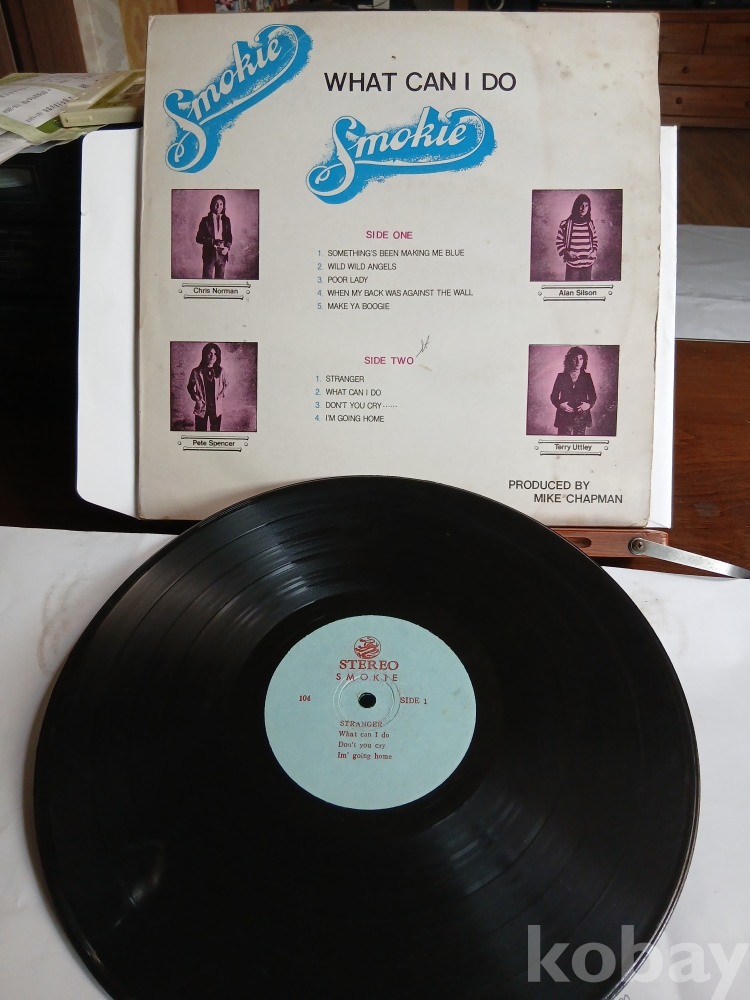 Smokie
WHAT CAN I DO
Smokie
SIDE ONE
1. SOMETHING'S BEEN MAKING ME BLUE
2. WILD WILD ANGELS
3. POOR LADY
4. WHEN MY BACK WAS AGAINST THE WALL
5. MAKE YA BOOGIE
Chris Norman
Alan Silson
SIDE TWO
1. STRANGER
2. WHAT CAN I DO
3. DON'T YOU CRY······
4. I'M GOING HOME
Pete Spencer
Terry Uttley
PRODUCED BY
MIKE CHAPMAN
STEREO
SMOKIE
104
SIDE 1
STRANGER
What can I do
Don't you cry
Im' going home
kobay